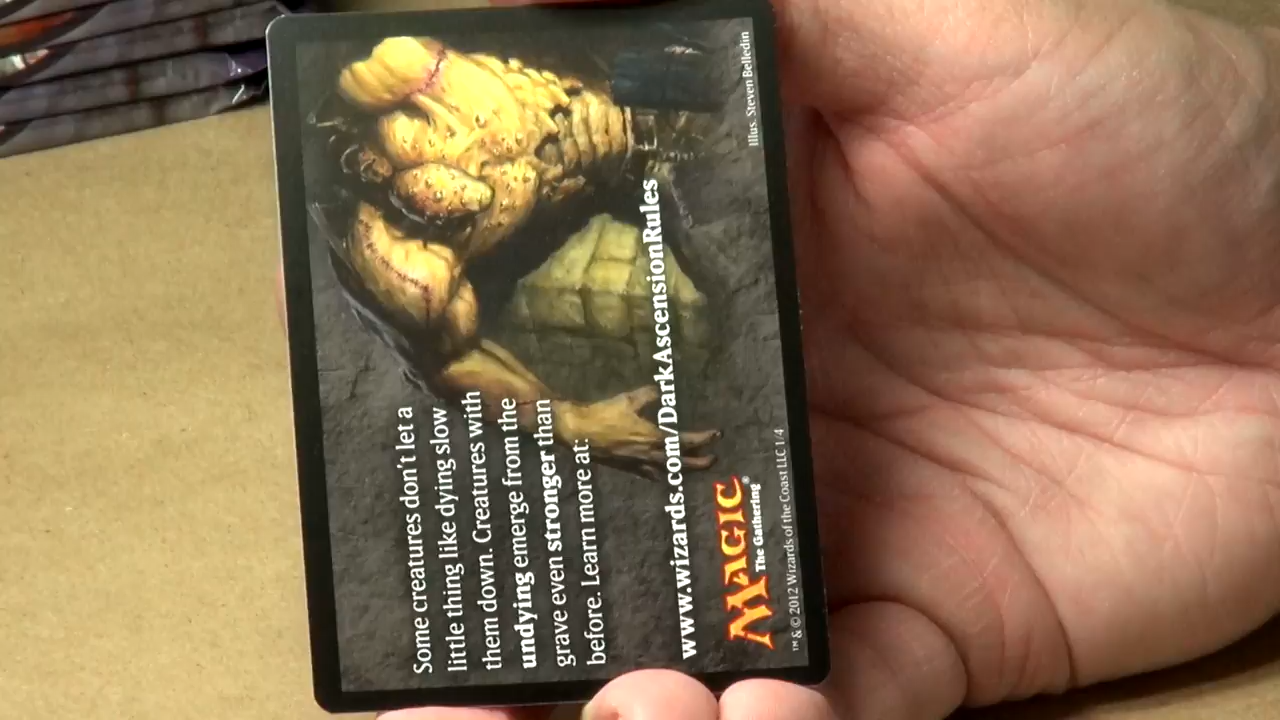 Some creatures don't let a
little thing like dying slow
them down. Creatures with
undying emerge from the
grave even stronger than
before. Learn more at:
www.wizards.com/DarkAscensionRules
MAGIC®
The Gathering
™ & © 2012 Wizards of the Coast LLC 1/4
Illus. Steven Belledin